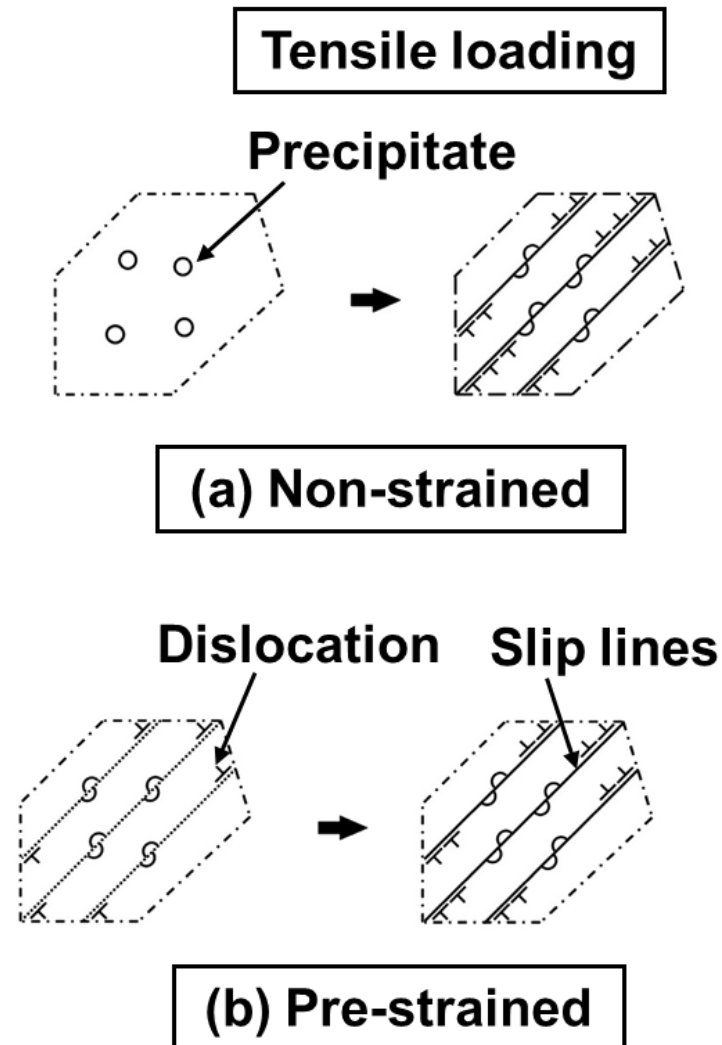 Tensile loading
Precipitate
(a) Non-strained
Dislocation
Slip lines
(b) Pre-strained